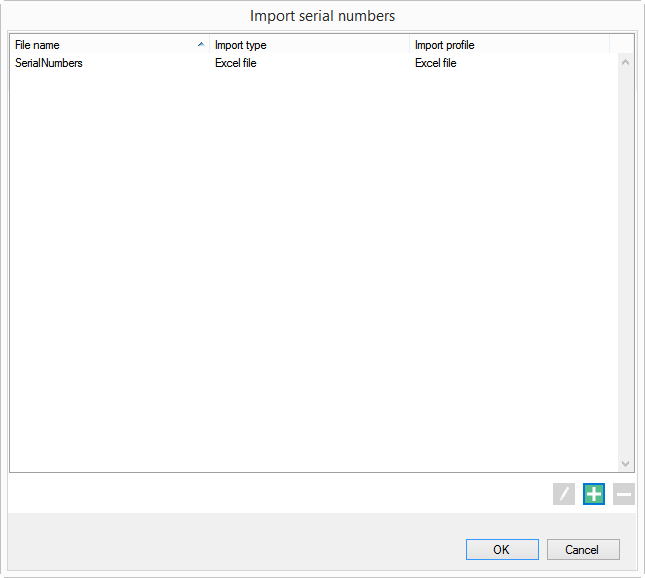 Import serial numbers
File name Import type Import profile
SerialNumbers Excel file Excel file
OK Cancel